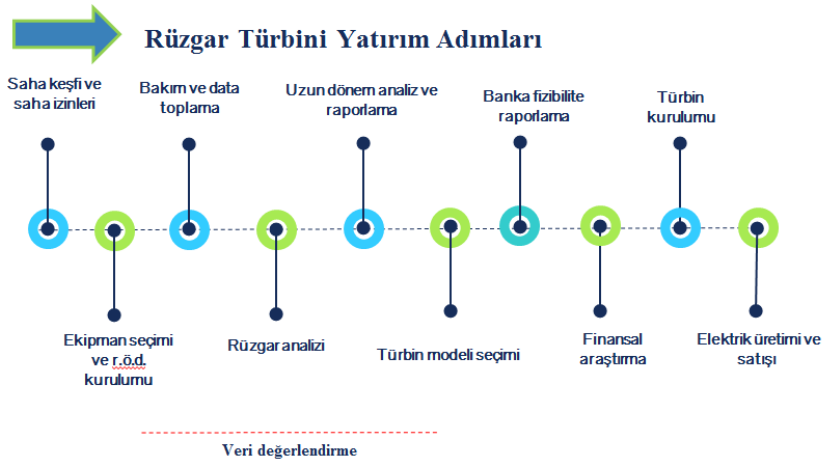 Rüzgar Türbini Yatırım Adımları
Saha keşfi ve
saha izinleri
Bakım ve data
toplama
Uzun dönem analiz ve
raporlama
Banka fizibilite
raporlama
Türbin
kurulumu
Ekipman seçimi
ve r.ö.d.
kurulumu
Rüzgar analizi
Türbin modeli seçimi
Finansal
araştırma
Elektrik üretimi ve
satışı
Veri değerlendirme